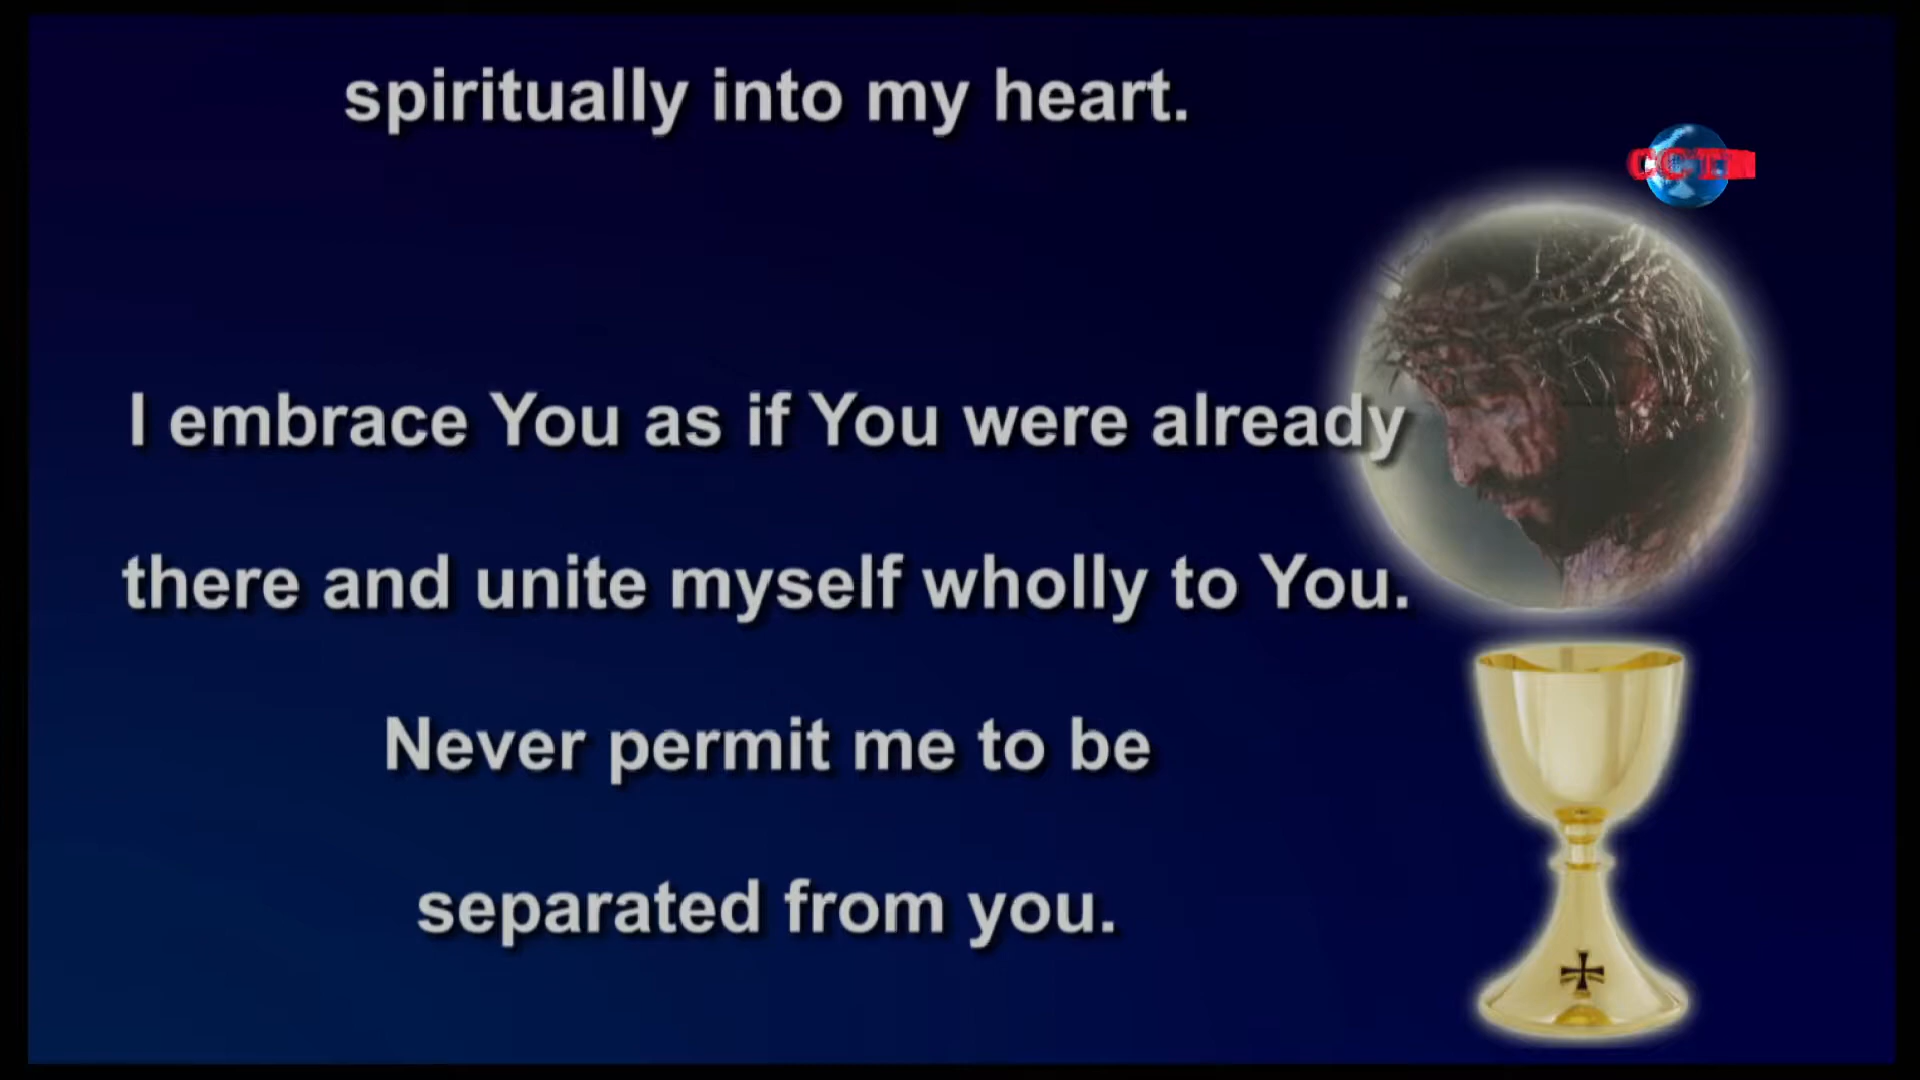 spiritually into my heart.
I embrace You as if You were already
there and unite myself wholly to You.
Never permit me to be
separated from you.